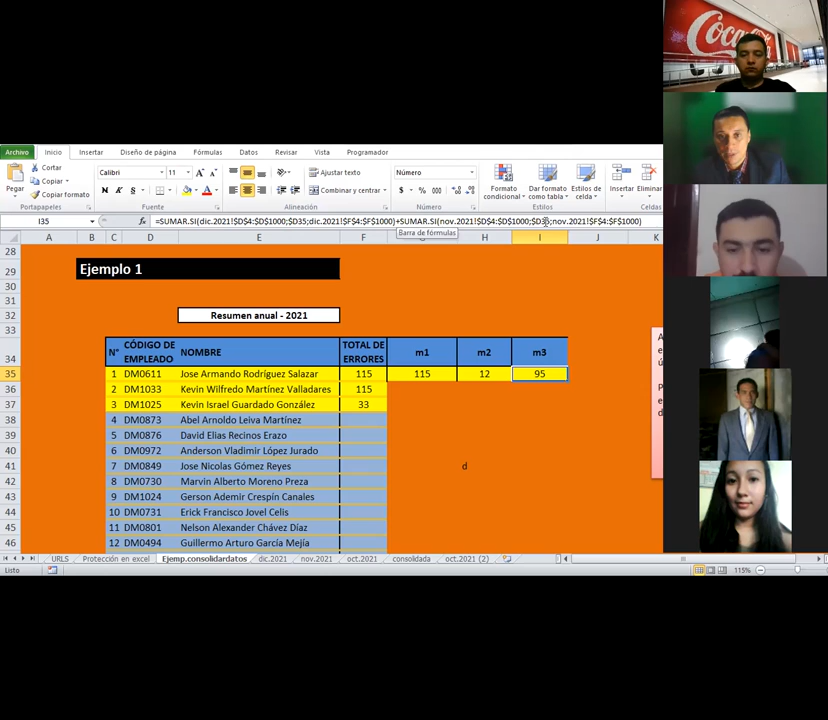 Coca
Archivo Inicio Insertar Diseño de página Fórmulas Datos Revisar Vista Programador
Pegar
Cortar
Copiar
Copiar formato
Portapapeles
Calibri 11
N K S
Fuente
Ajustar texto
Combinar y centrar
Alineación
Número
$ % 000
Número
Formato condicional
Dar formato como tabla
Estilos de celda
Estilos
Insertar
Eliminar
I35
fx
=SUMAR.SI(dic.2021!$D$4:$D$1000;$D35;dic.2021!$F$4:$F$1000)+SUMAR.SI(nov.2021!$D$4:$D$1000;$D35;nov.2021!$F$4:$F$1000)
Barra de fórmulas
A B C D E F G H I J K
28
29 Ejemplo 1
30
31
32 Resumen anual - 2021
33
34 N° CÓDIGO DE EMPLEADO NOMBRE TOTAL DE ERRORES m1 m2 m3
35 1 DM0611 Jose Armando Rodríguez Salazar 115 115 12 95
36 2 DM1033 Kevin Wilfredo Martínez Valladares 115
37 3 DM1025 Kevin Israel Guardado González 33
38 4 DM0873 Abel Arnoldo Leiva Martínez
39 5 DM0876 David Elias Recinos Erazo
40 6 DM0972 Anderson Vladimir López Jurado
41 7 DM0849 Jose Nicolas Gómez Reyes d
42 8 DM0730 Marvin Alberto Moreno Preza
43 9 DM1024 Gerson Ademir Crespín Canales
44 10 DM0731 Erick Francisco Jovel Celis
45 11 DM0801 Nelson Alexander Chávez Díaz
46 12 DM0494 Guillermo Arturo García Mejía
URLS Protección en excel Ejemp.consolidardatos dic.2021 nov.2021 oct.2021 consolidada oct.2021 (2)
Listo 115%